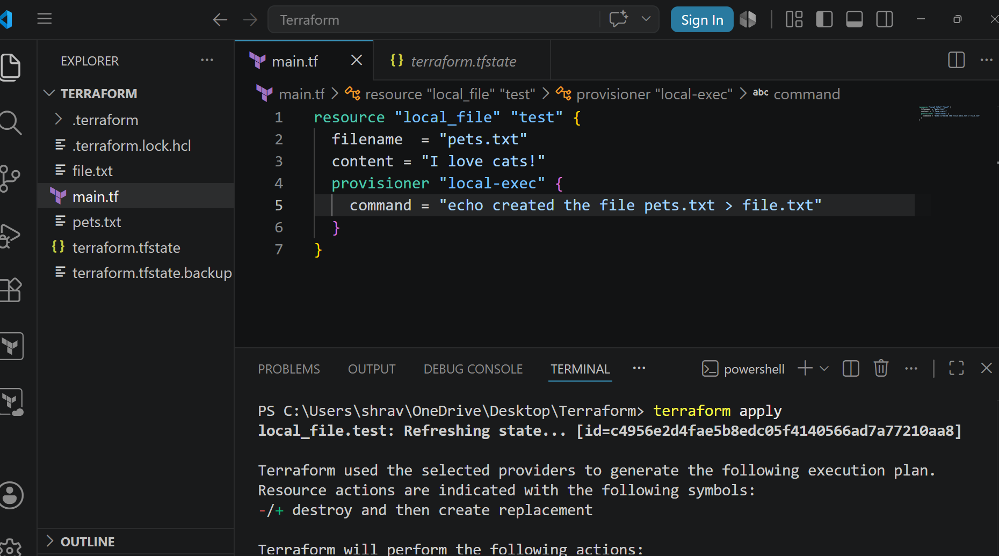 Terraform
Sign In
EXPLORER
main.tf
{} terraform.tfstate
TERRAFORM
.terraform
.terraform.lock.hcl
file.txt
main.tf
pets.txt
{} terraform.tfstate
terraform.tfstate.backup
OUTLINE
main.tf > resource "local_file" "test" > provisioner "local-exec" > abc command
1 resource "local_file" "test" {
2 filename = "pets.txt"
3 content = "I love cats!"
4 provisioner "local-exec" {
5 command = "echo created the file pets.txt > file.txt"
6 }
7 }
PROBLEMS OUTPUT DEBUG CONSOLE TERMINAL powershell
PS C:\Users\shrav\OneDrive\Desktop\Terraform> terraform apply
local_file.test: Refreshing state... [id=c4956e2d4fae5b8edc05f4140566ad7a77210aa8]
Terraform used the selected providers to generate the following execution plan.
Resource actions are indicated with the following symbols:
-/+ destroy and then create replacement
Terraform will perform the following actions: